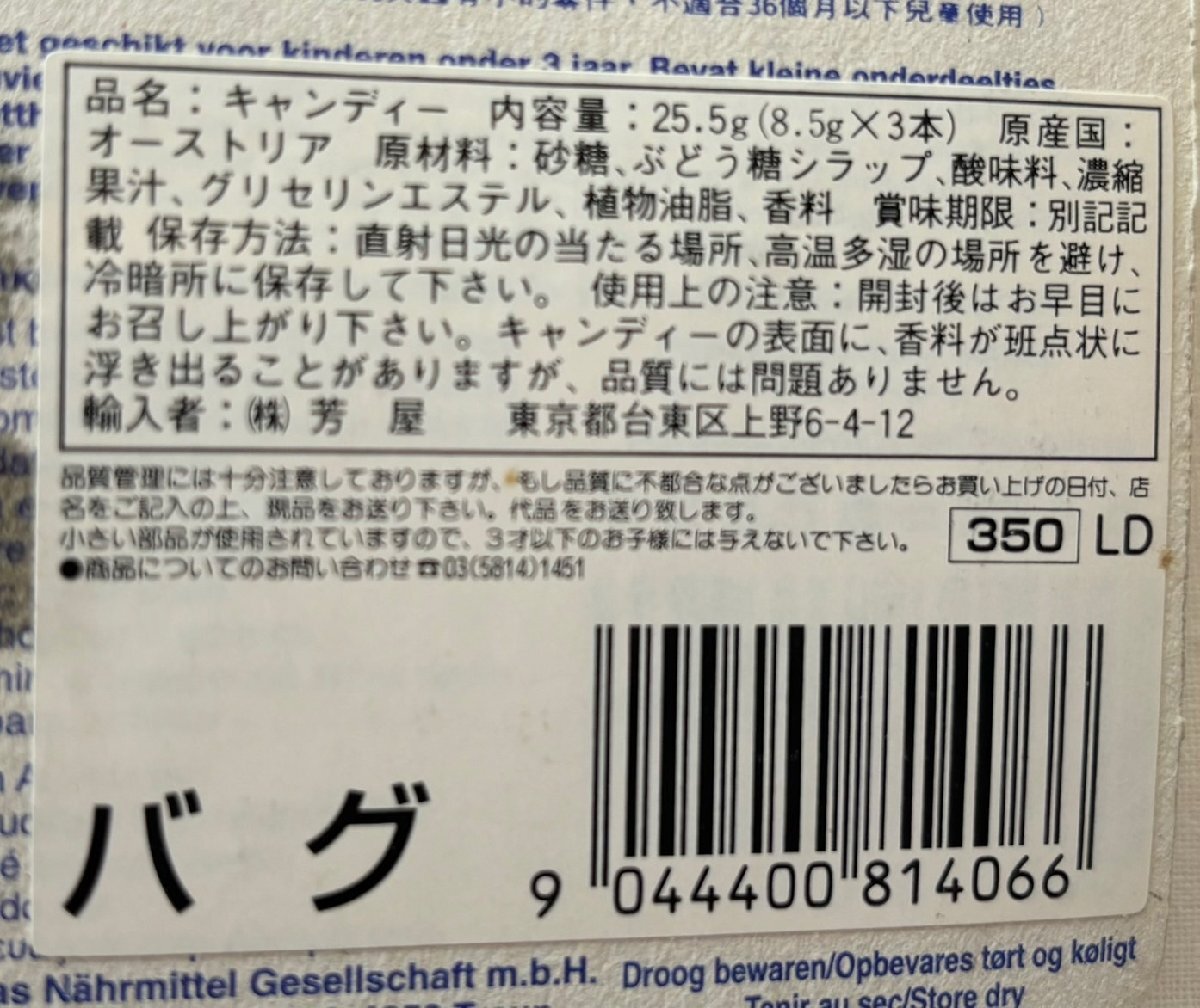 不適合36個月以下兒童使用）
et geschikt voor kinderen onder 3 jaar. Bevat kleine onderdeeltjes
品名：キャンディー 内容量：25.5g(8.5g×3本) 原産国：
オーストリア 原材料：砂糖、ぶどう糖シラップ、酸味料、濃縮
果汁、グリセリンエステル、植物油脂、香料 賞味期限：別記記
載 保存方法：直射日光の当たる場所、高温多湿の場所を避け、
冷暗所に保存して下さい。 使用上の注意：開封後はお早目に
お召し上がり下さい。キャンディーの表面に、香料が班点状に
浮き出ることがありますが、品質には問題ありません。
輸入者：㈱ 芳 屋 東京都台東区上野6-4-12
品質管理には十分注意しておりますが、もし品質に不都合な点がございましたらお買い上げの日付、店
名をご記入の上、現品をお送り下さい。代品をお送り致します。
小さい部品が使用されていますので、３才以下のお子様には与えないで下さい。
350 LD
●商品についてのお問い合わせ☎03(5814)1451
バグ
9 044400 814066
as Nährmittel Gesellschaft m.b.H. Droog bewaren/Opbevares tørt og køligt
Tenir au sec/Store dry